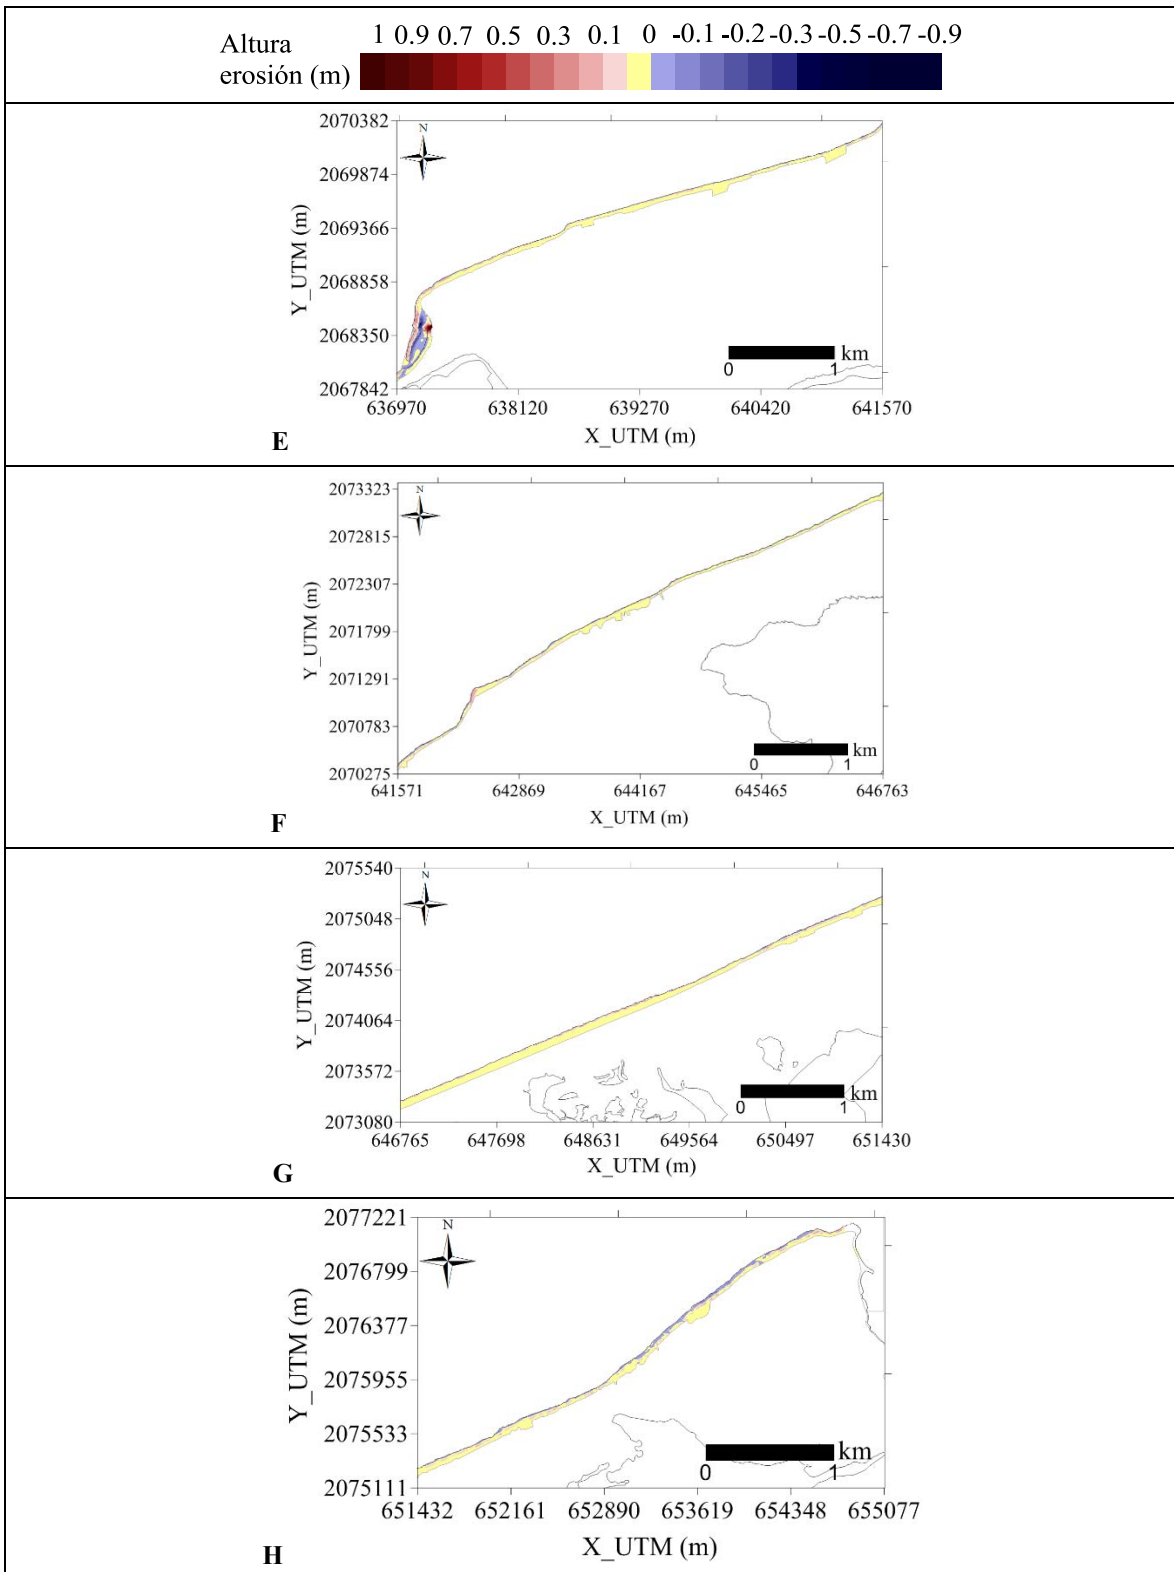 Altura
erosión (m)
1 0.9 0.7 0.5 0.3 0.1 0 -0.1 -0.2 -0.3 -0.5 -0.7 -0.9
2070382
2069874
2069366
2068858
2068350
2067842
Y_UTM (m)
N
km
0 1
636970 638120 639270 640420 641570
X_UTM (m)
E
2073323
2072815
2072307
2071799
2071291
2070783
2070275
Y_UTM (m)
N
km
0 1
641571 642869 644167 645465 646763
X_UTM (m)
F
2075540
2075048
2074556
2074064
2073572
2073080
Y_UTM (m)
N
km
0 1
646765 647698 648631 649564 650497 651430
X_UTM (m)
G
2077221
2076799
2076377
2075955
2075533
2075111
Y_UTM (m)
N
km
0 1
651432 652161 652890 653619 654348 655077
X_UTM (m)
H